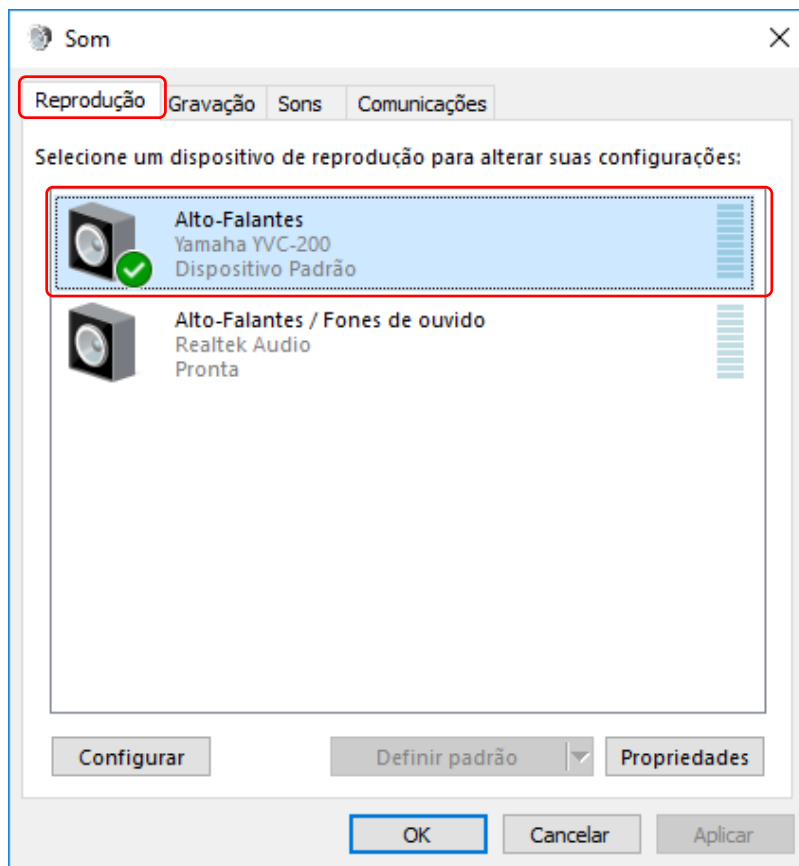 Som
Reprodução Gravação Sons Comunicações
Selecione um dispositivo de reprodução para alterar suas configurações:
Alto-Falantes
Yamaha YVC-200
Dispositivo Padrão
Alto-Falantes / Fones de ouvido
Realtek Audio
Pronta
Configurar Definir padrão Propriedades
OK Cancelar Aplicar